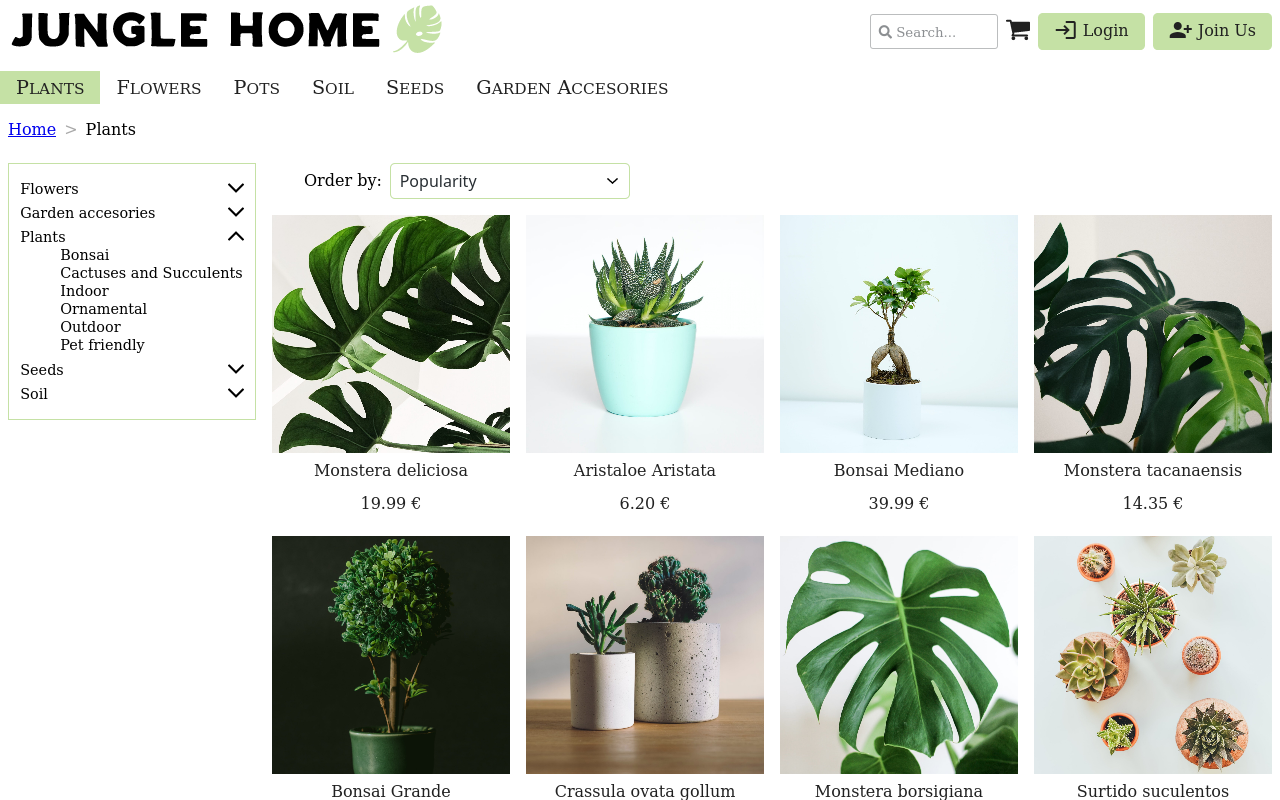 JUNGLE HOME
Search...
Login
Join Us
PLANTS FLOWERS POTS SOIL SEEDS GARDEN ACCESORIES
Home > Plants
Flowers
Garden accesories
Plants
Bonsai
Cactuses and Succulents
Indoor
Ornamental
Outdoor
Pet friendly
Seeds
Soil
Order by: Popularity
Monstera deliciosa
19.99 €
Aristaloe Aristata
6.20 €
Bonsai Mediano
39.99 €
Monstera tacanaensis
14.35 €
Bonsai Grande
Crassula ovata gollum
Monstera borsigiana
Surtido suculentos